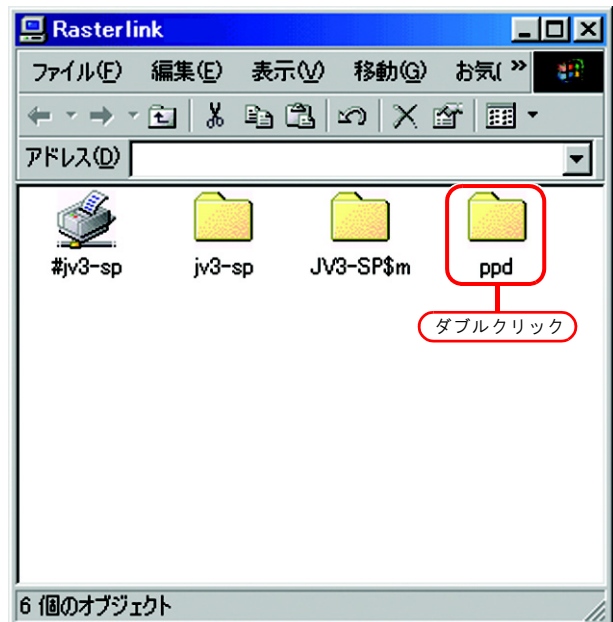 Rasterlink
ファイル(F) 編集(E) 表示(V) 移動(G) お気( »
アドレス(D)
#jv3-sp jv3-sp JV3-SP$m ppd
ダブルクリック
6 個のオブジェクト